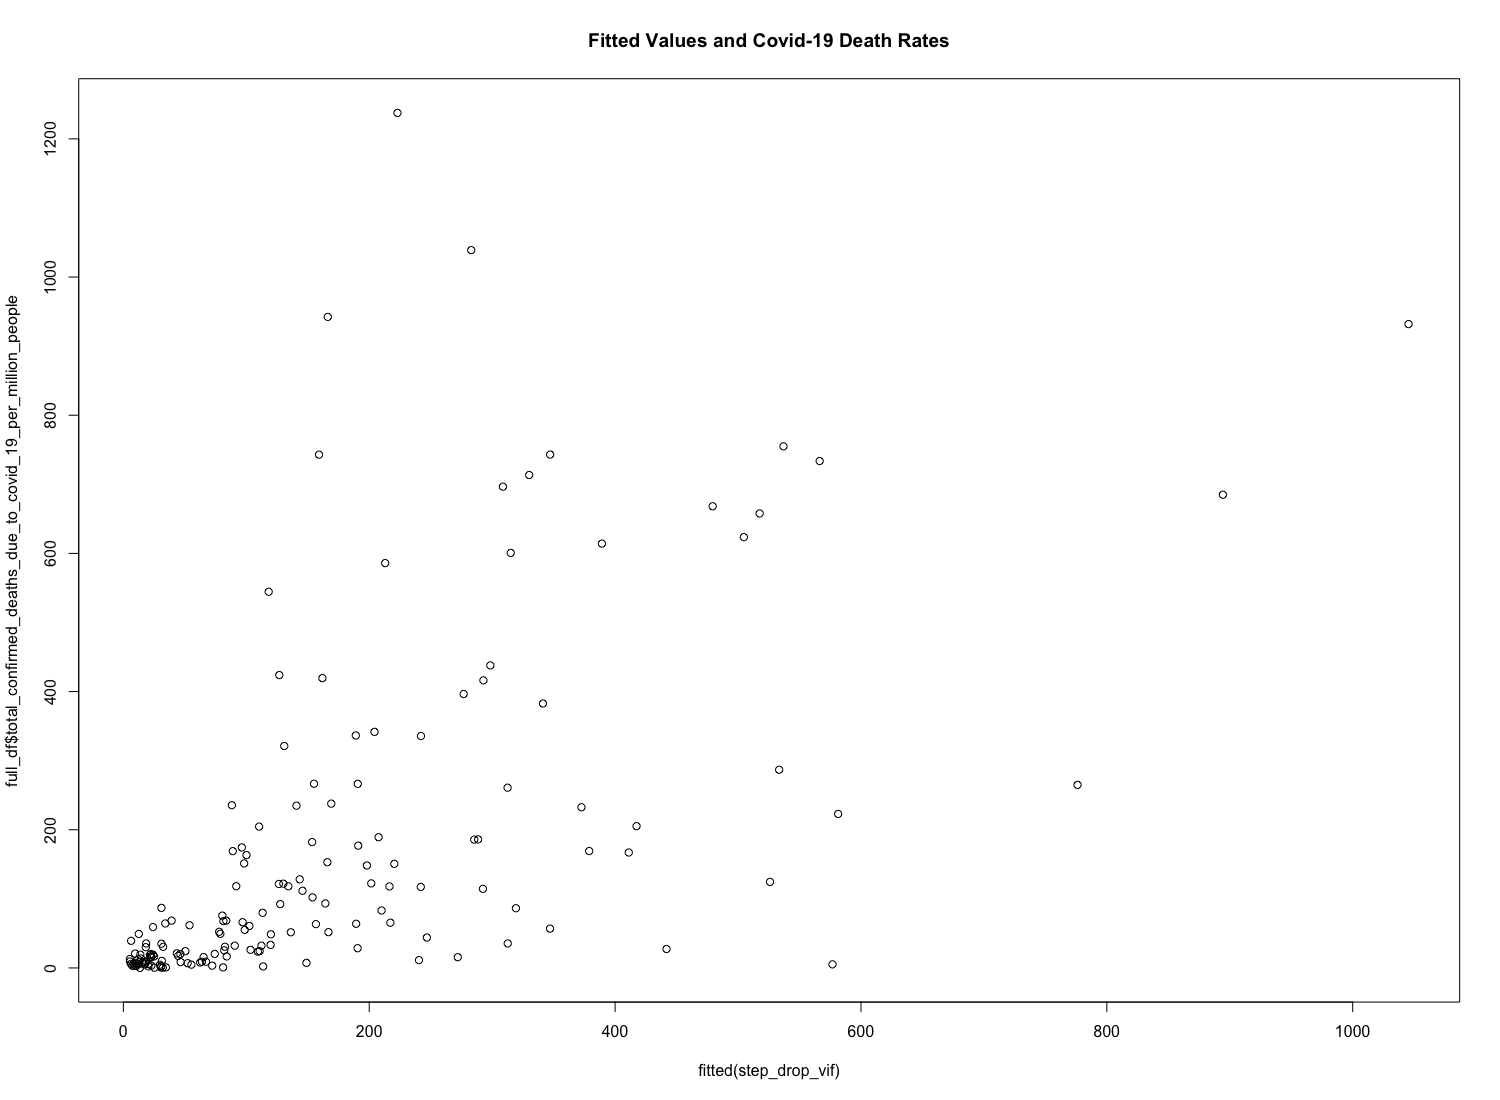 Fitted Values and Covid-19 Death Rates
full_df$total_confirmed_deaths_due_to_covid_19_per_million_people
1200
1000
800
600
400
200
0
0 200 400 600 800 1000
fitted(step_drop_vif)